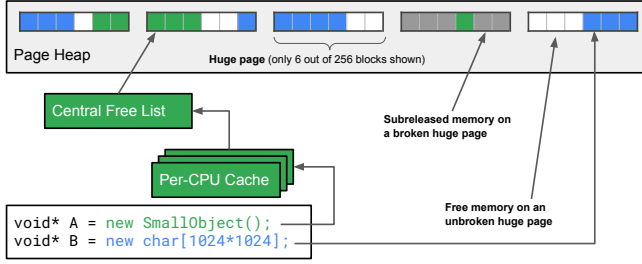 Page Heap
Huge page (only 6 out of 256 blocks shown)
Central Free List
Subreleased memory on
a broken huge page
Per-CPU Cache
Free memory on an
unbroken huge page
void* A = new SmallObject();
void* B = new char[1024*1024];